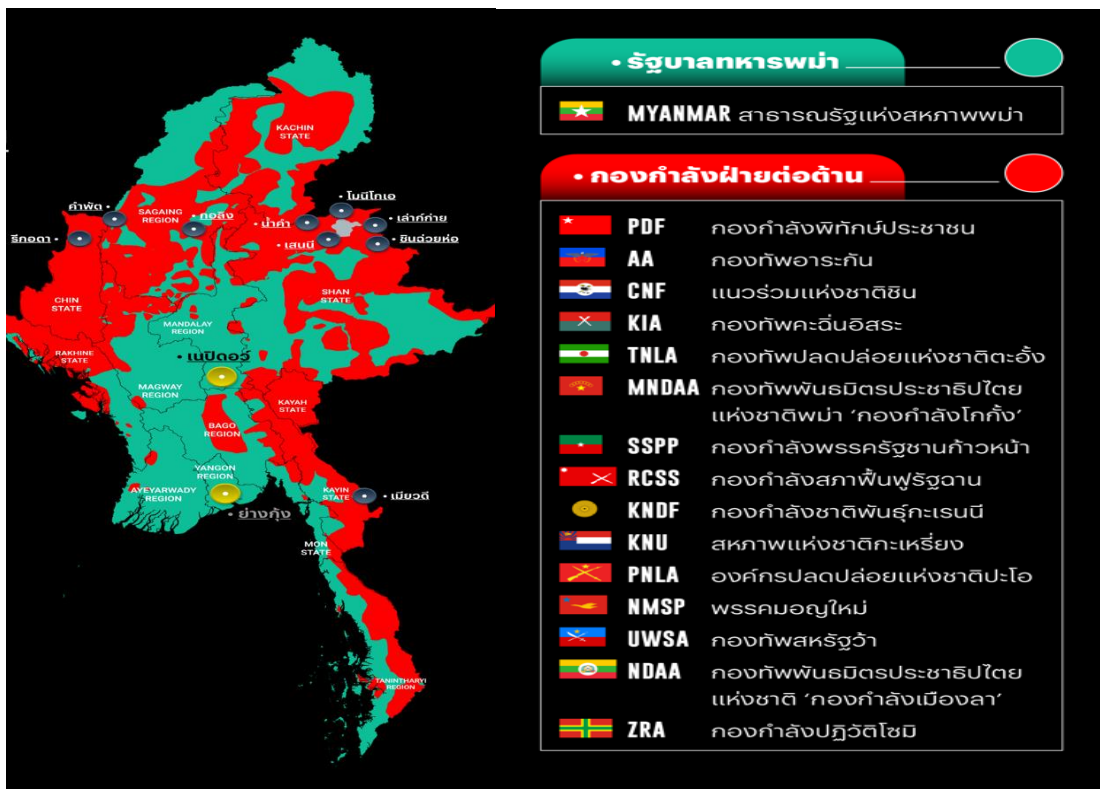 KACHIN
STATE
• โมนีโกเอ
คำพัต •
SAGAING
REGION
• กอลิง
• น้ำคำ
• เล่าก์ก่าย
รีกอดา •
• เสนนี
• ชินฉ่วยห่อ
CHIN
STATE
SHAN
STATE
MANDALAY
REGION
RAKHINE
STATE
• เนปิดอว์
MAGWAY
REGION
KAYAH
STATE
BAGO
REGION
YANGON
REGION
AYEYARWADY
REGION
KAYIN
STATE
• เมียวดี
• ย่างกุ้ง
MON
STATE
TANINTHARYI
REGION
• รัฐบาลทหารพม่า
MYANMAR สาธารณรัฐแห่งสหภาพพม่า
• กองกำลังฝ่ายต่อต้าน
PDF กองกำลังพิทักษ์ประชาชน
AA กองทัพอาระกัน
CNF แนวร่วมแห่งชาติชิน
KIA กองทัพคะฉิ่นอิสระ
TNLA กองทัพปลดปล่อยแห่งชาติตะอั้ง
MNDAA กองทัพพันธมิตรประชาธิปไตย
แห่งชาติพม่า ‘กองกำลังโกกั้ง’
SSPP กองกำลังพรรครัฐชานก้าวหน้า
RCSS กองกำลังสภาฟื้นฟูรัฐฉาน
KNDF กองกำลังชาติพันธุ์กะเรนนี
KNU สหภาพแห่งชาติกะเหรี่ยง
PNLA องค์กรปลดปล่อยแห่งชาติปะโอ
NMSP พรรคมอญใหม่
UWSA กองทัพสหรัฐว้า
NDAA กองทัพพันธมิตรประชาธิปไตย
แห่งชาติ ‘กองกำลังเมืองลา’
ZRA กองกำลังปฏิวัติโซมิ